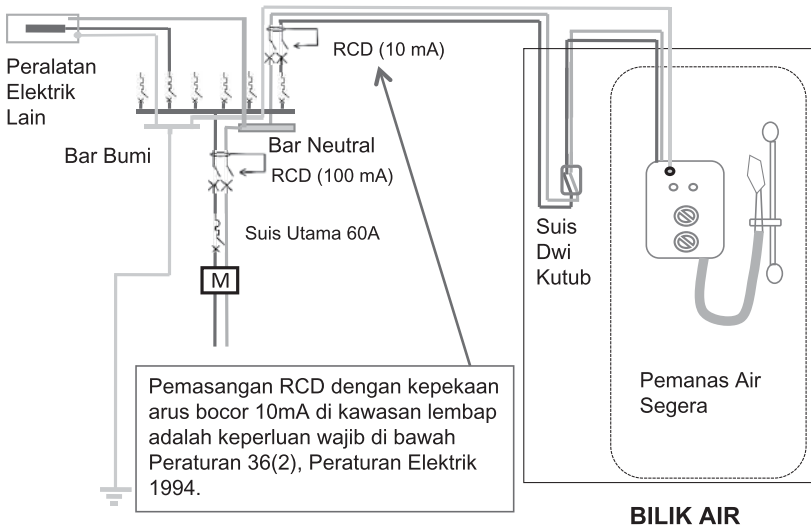 Peralatan
Elektrik
Lain
RCD (10 mA)
Bar Bumi
Bar Neutral
RCD (100 mA)
Suis Utama 60A
M
Suis
Dwi
Kutub
Pemanas Air
Segera
Pemasangan RCD dengan kepekaan
arus bocor 10mA di kawasan lembap
adalah keperluan wajib di bawah
Peraturan 36(2), Peraturan Elektrik
1994.
BILIK AIR